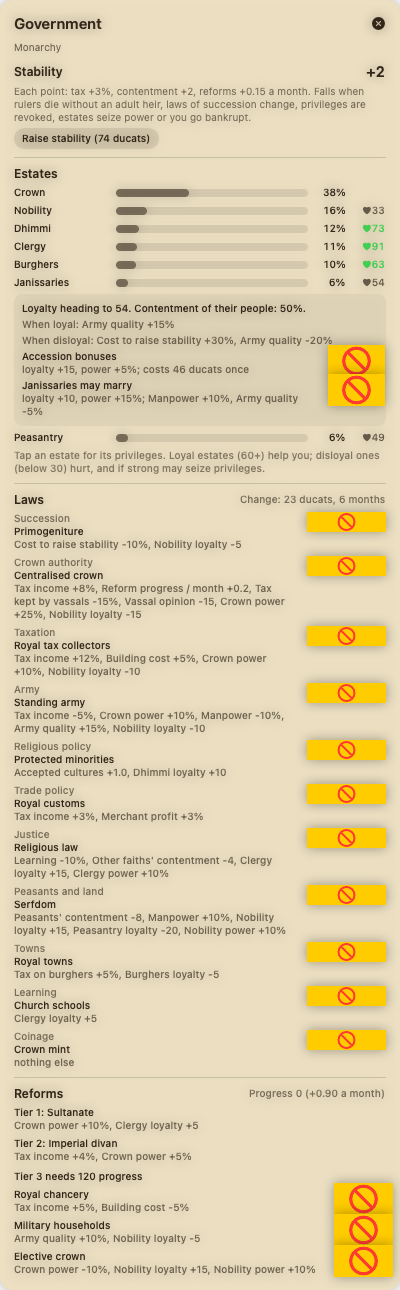 Government
Monarchy
Stability +2
Each point: tax +3%, contentment +2, reforms +0.15 a month. Falls when
rulers die without an adult heir, laws of succession change, privileges are
revoked, estates seize power or you go bankrupt.
Raise stability (74 ducats)
Estates
Crown 38%
Nobility 16% ♥33
Dhimmi 12% ♥73
Clergy 11% ♥91
Burghers 10% ♥63
Janissaries 6% ♥54
Loyalty heading to 54. Contentment of their people: 50%.
When loyal: Army quality +15%
When disloyal: Cost to raise stability +30%, Army quality -20%
Accession bonuses
loyalty +15, power +5%; costs 46 ducats once
Janissaries may marry
loyalty +10, power +15%; Manpower +10%, Army quality
-5%
Peasantry 6% ♥49
Tap an estate for its privileges. Loyal estates (60+) help you; disloyal ones
(below 30) hurt, and if strong may seize privileges.
Laws Change: 23 ducats, 6 months
Succession
Primogeniture
Cost to raise stability -10%, Nobility loyalty -5
Crown authority
Centralised crown
Tax income +8%, Reform progress / month +0.2, Tax
kept by vassals -15%, Vassal opinion -15, Crown power
+25%, Nobility loyalty -15
Taxation
Royal tax collectors
Tax income +12%, Building cost +5%, Crown power
+10%, Nobility loyalty -10
Army
Standing army
Tax income -5%, Crown power +10%, Manpower -10%,
Army quality +15%, Nobility loyalty -10
Religious policy
Protected minorities
Accepted cultures +1.0, Dhimmi loyalty +10
Trade policy
Royal customs
Tax income +3%, Merchant profit +3%
Justice
Religious law
Learning -10%, Other faiths' contentment -4, Clergy
loyalty +15, Clergy power +10%
Peasants and land
Serfdom
Peasants' contentment -8, Manpower +10%, Nobility
loyalty +15, Peasantry loyalty -20, Nobility power +10%
Towns
Royal towns
Tax on burghers +5%, Burghers loyalty -5
Learning
Church schools
Clergy loyalty +5
Coinage
Crown mint
nothing else
Reforms Progress 0 (+0.90 a month)
Tier 1: Sultanate
Crown power +10%, Clergy loyalty +5
Tier 2: Imperial divan
Tax income +4%, Crown power +5%
Tier 3 needs 120 progress
Royal chancery
Tax income +5%, Building cost -5%
Military households
Army quality +10%, Nobility loyalty -5
Elective crown
Crown power -10%, Nobility loyalty +15, Nobility power +10%